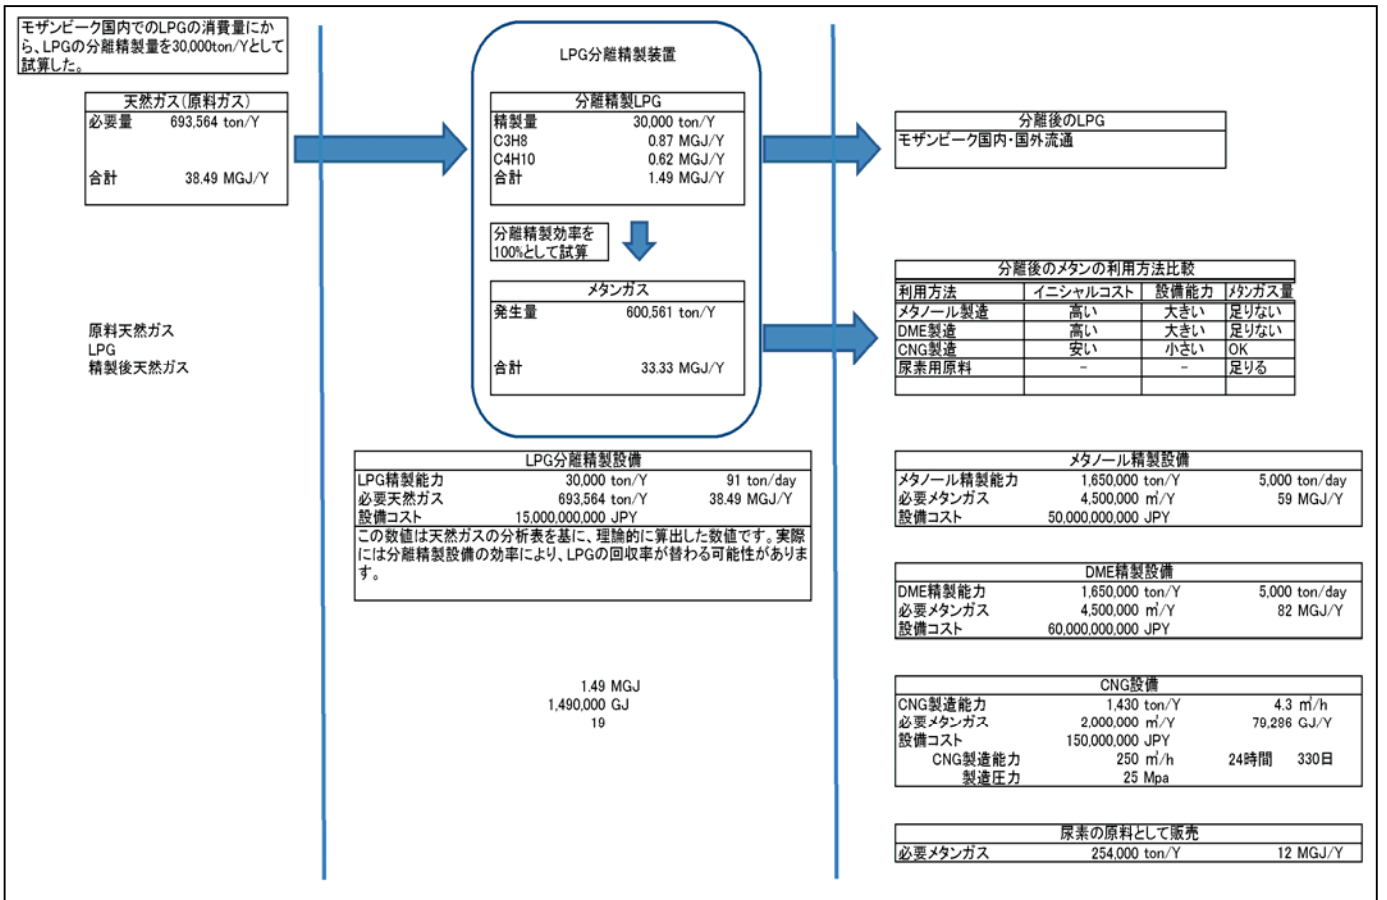 モザンビーク国内でのLPGの消費量にか
ら、LPGの分離精製量を30,000ton/Yとして
試算した。
天然ガス(原料ガス)
必要量 693,564 ton/Y
合計 38.49 MGJ/Y
原料天然ガス
LPG
精製後天然ガス
LPG分離精製装置
分離精製LPG
精製量 30,000 ton/Y
C3H8 0.87 MGJ/Y
C4H10 0.62 MGJ/Y
合計 1.49 MGJ/Y
分離精製効率を
100%として試算
メタンガス
発生量 600,561 ton/Y
合計 33.33 MGJ/Y
LPG分離精製設備
LPG精製能力 30,000 ton/Y 91 ton/day
必要天然ガス 693,564 ton/Y 38.49 MGJ/Y
設備コスト 15,000,000,000 JPY
この数値は天然ガスの分析表を基に、理論的に算出した数値です。実際
には分離精製設備の効率により、LPGの回収率が替わる可能性がありま
す。
1.49 MGJ
1,490,000 GJ
19
分離後のLPG
モザンビーク国内・国外流通
分離後のメタンの利用方法比較
利用方法 イニシャルコスト 設備能力 メタンガス量
メタノール製造 高い 大きい 足りない
DME製造 高い 大きい 足りない
CNG製造 安い 小さい OK
尿素用原料 － － 足りる
メタノール精製設備
メタノール精製能力 1,650,000 ton/Y 5,000 ton/day
必要メタンガス 4,500,000 ㎥/Y 59 MGJ/Y
設備コスト 50,000,000,000 JPY
DME精製設備
DME精製能力 1,650,000 ton/Y 5,000 ton/day
必要メタンガス 4,500,000 ㎥/Y 82 MGJ/Y
設備コスト 60,000,000,000 JPY
CNG設備
CNG製造能力 1,430 ton/Y 4.3 ㎥/h
必要メタンガス 2,000,000 ㎥/Y 79,286 GJ/Y
設備コスト 150,000,000 JPY
CNG製造能力 250 ㎥/h 24時間 330日
製造圧力 25 Mpa
尿素の原料として販売
必要メタンガス 254,000 ton/Y 12 MGJ/Y